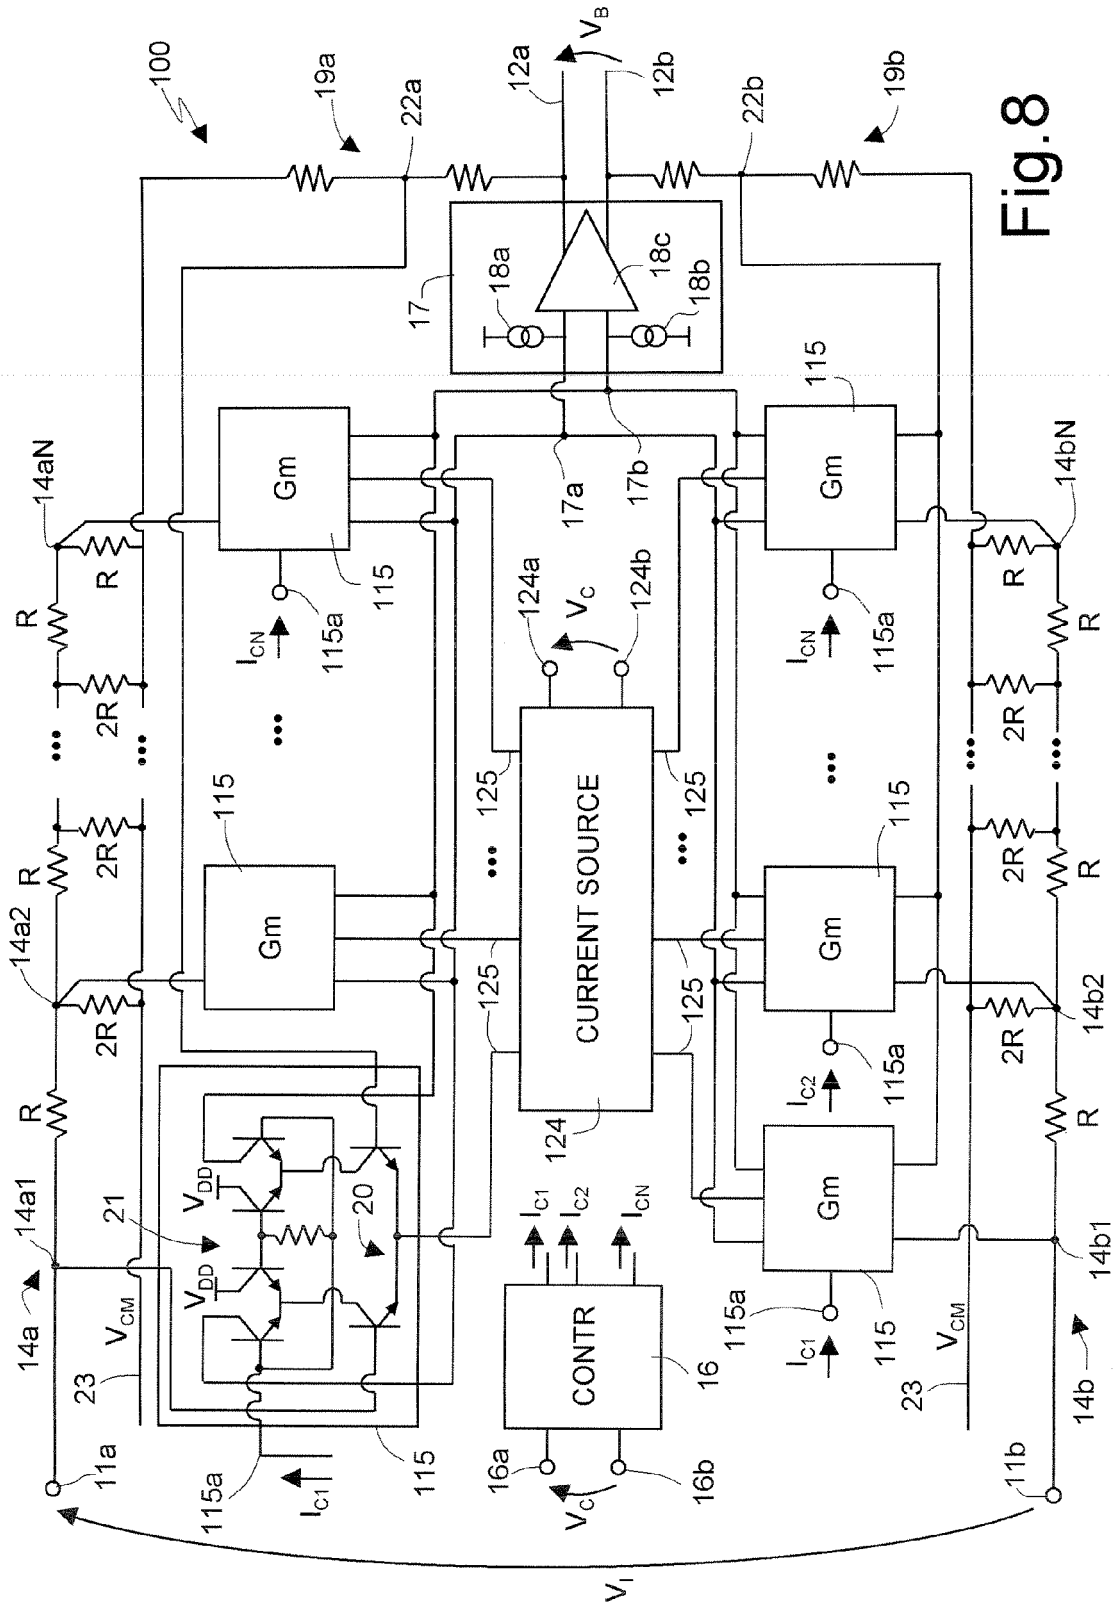 100
19a
22a
12a
V_B
12b
22b
19b
Fig.8
17
18a
18c
18b
14aN
R
R
Gm
115
115a
I_CN
17a
17b
115
Gm
115a
I_CN
14bN
R
R
124a
V_C
124b
2R
•••
•••
•••
125
•••
125
•••
2R
•••
•••
2R
R
115
Gm
CURRENT SOURCE
124
125
125
14a2
2R
115
Gm
115a
I_C2
2R
R
14b2
2R
R
14a1
14a
V_CM
23
21
V_DD
V_DD
20
115
115a
I_C1
I_C1
I_C2
I_CN
CONTR
16
16a
V_C
16b
Gm
115a
115
I_C1
V_CM
23
R
14b1
14b
11a
11b
V_I